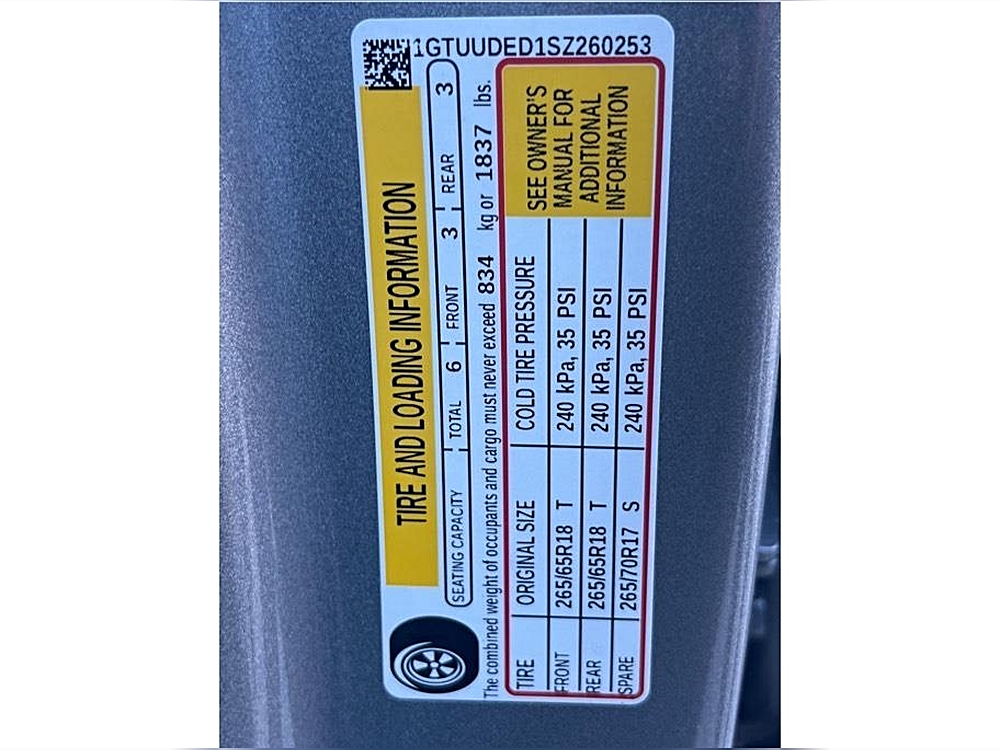 1GTUUDED1SZ260253
TIRE AND LOADING INFORMATION
SEATING CAPACITY TOTAL 6 FRONT 3 REAR 3
The combined weight of occupants and cargo must never exceed 834 kg or 1837 lbs.
TIRE ORIGINAL SIZE COLD TIRE PRESSURE
FRONT 265/65R18 T 240 kPa, 35 PSI
REAR 265/65R18 T 240 kPa, 35 PSI
SPARE 265/70R17 S 240 kPa, 35 PSI
SEE OWNER'S
MANUAL FOR
ADDITIONAL
INFORMATION